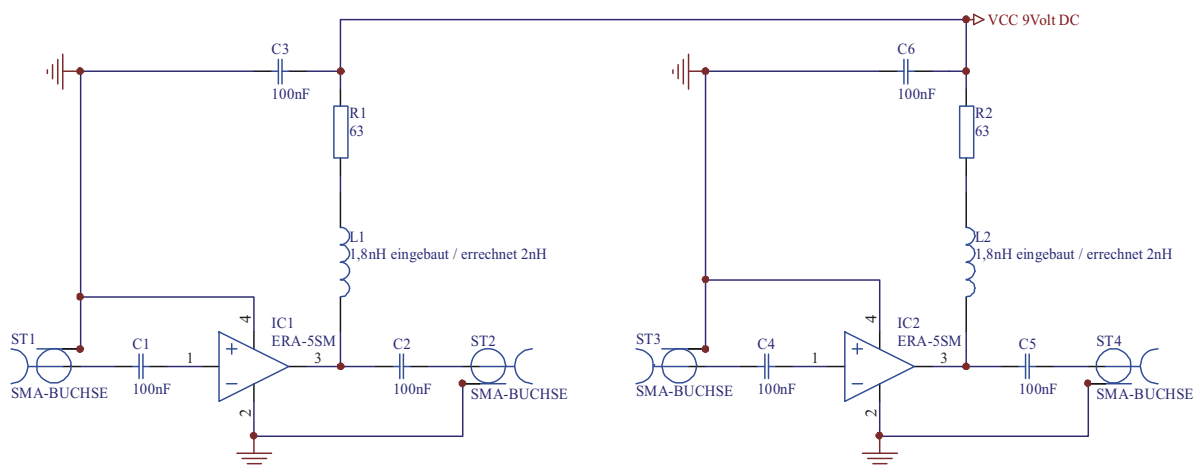 VCC 9Volt DC
C3
100nF
C6
100nF
R1
63
R2
63
L1
1,8nH eingebaut / errechnet 2nH
L2
1,8nH eingebaut / errechnet 2nH
ST1
SMA-BUCHSE
C1
100nF
1
4
IC1
ERA-5SM
3
2
C2
100nF
ST2
SMA-BUCHSE
ST3
SMA-BUCHSE
C4
100nF
1
4
IC2
ERA-5SM
3
2
C5
100nF
ST4
SMA-BUCHSE